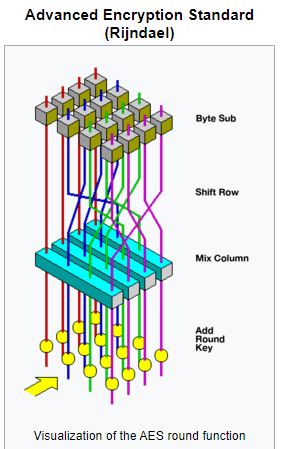 Advanced Encryption Standard
(Rijndael)
Byte Sub
Shift Row
Mix Column
Add
Round
Key
Visualization of the AES round function